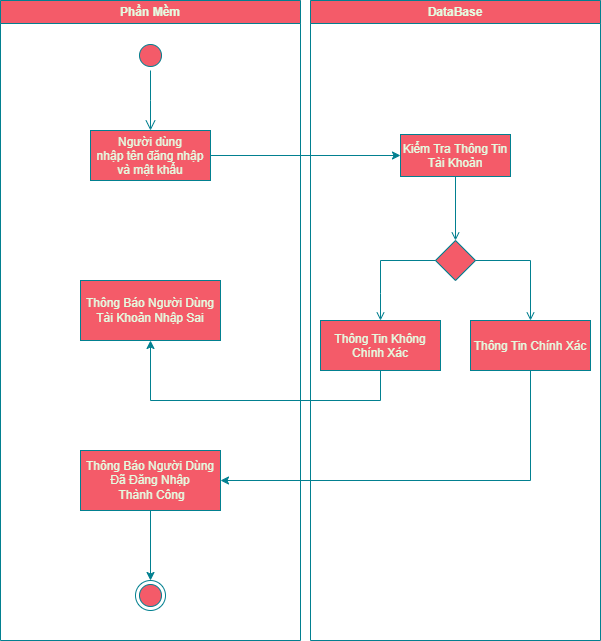 Phần Mềm
DataBase
Người dùng
nhập tên đăng nhập
và mật khẩu
Kiểm Tra Thông Tin
Tài Khoản
Thông Báo Người Dùng
Tài Khoản Nhập Sai
Thông Tin Không
Chính Xác
Thông Tin Chính Xác
Thông Báo Người Dùng
Đã Đăng Nhập
Thành Công